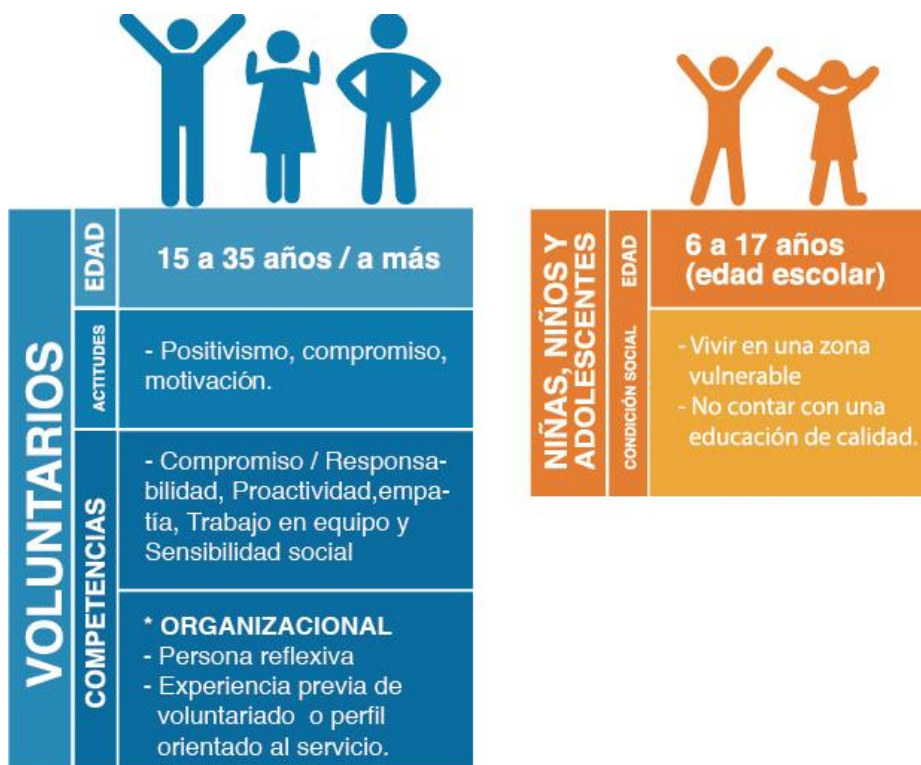 VOLUNTARIOS
EDAD
15 a 35 años / a más
ACTITUDES
- Positivismo, compromiso,
motivación.
COMPETENCIAS
- Compromiso / Responsa-
bilidad, Proactividad,empa-
tía, Trabajo en equipo y
Sensibilidad social
* ORGANIZACIONAL
- Persona reflexiva
- Experiencia previa de
voluntariado o perfil
orientado al servicio.
NIÑAS, NIÑOS Y
ADOLESCENTES
EDAD
6 a 17 años
(edad escolar)
CONDICIÓN SOCIAL
- Vivir en una zona
vulnerable
- No contar con una
educación de calidad.